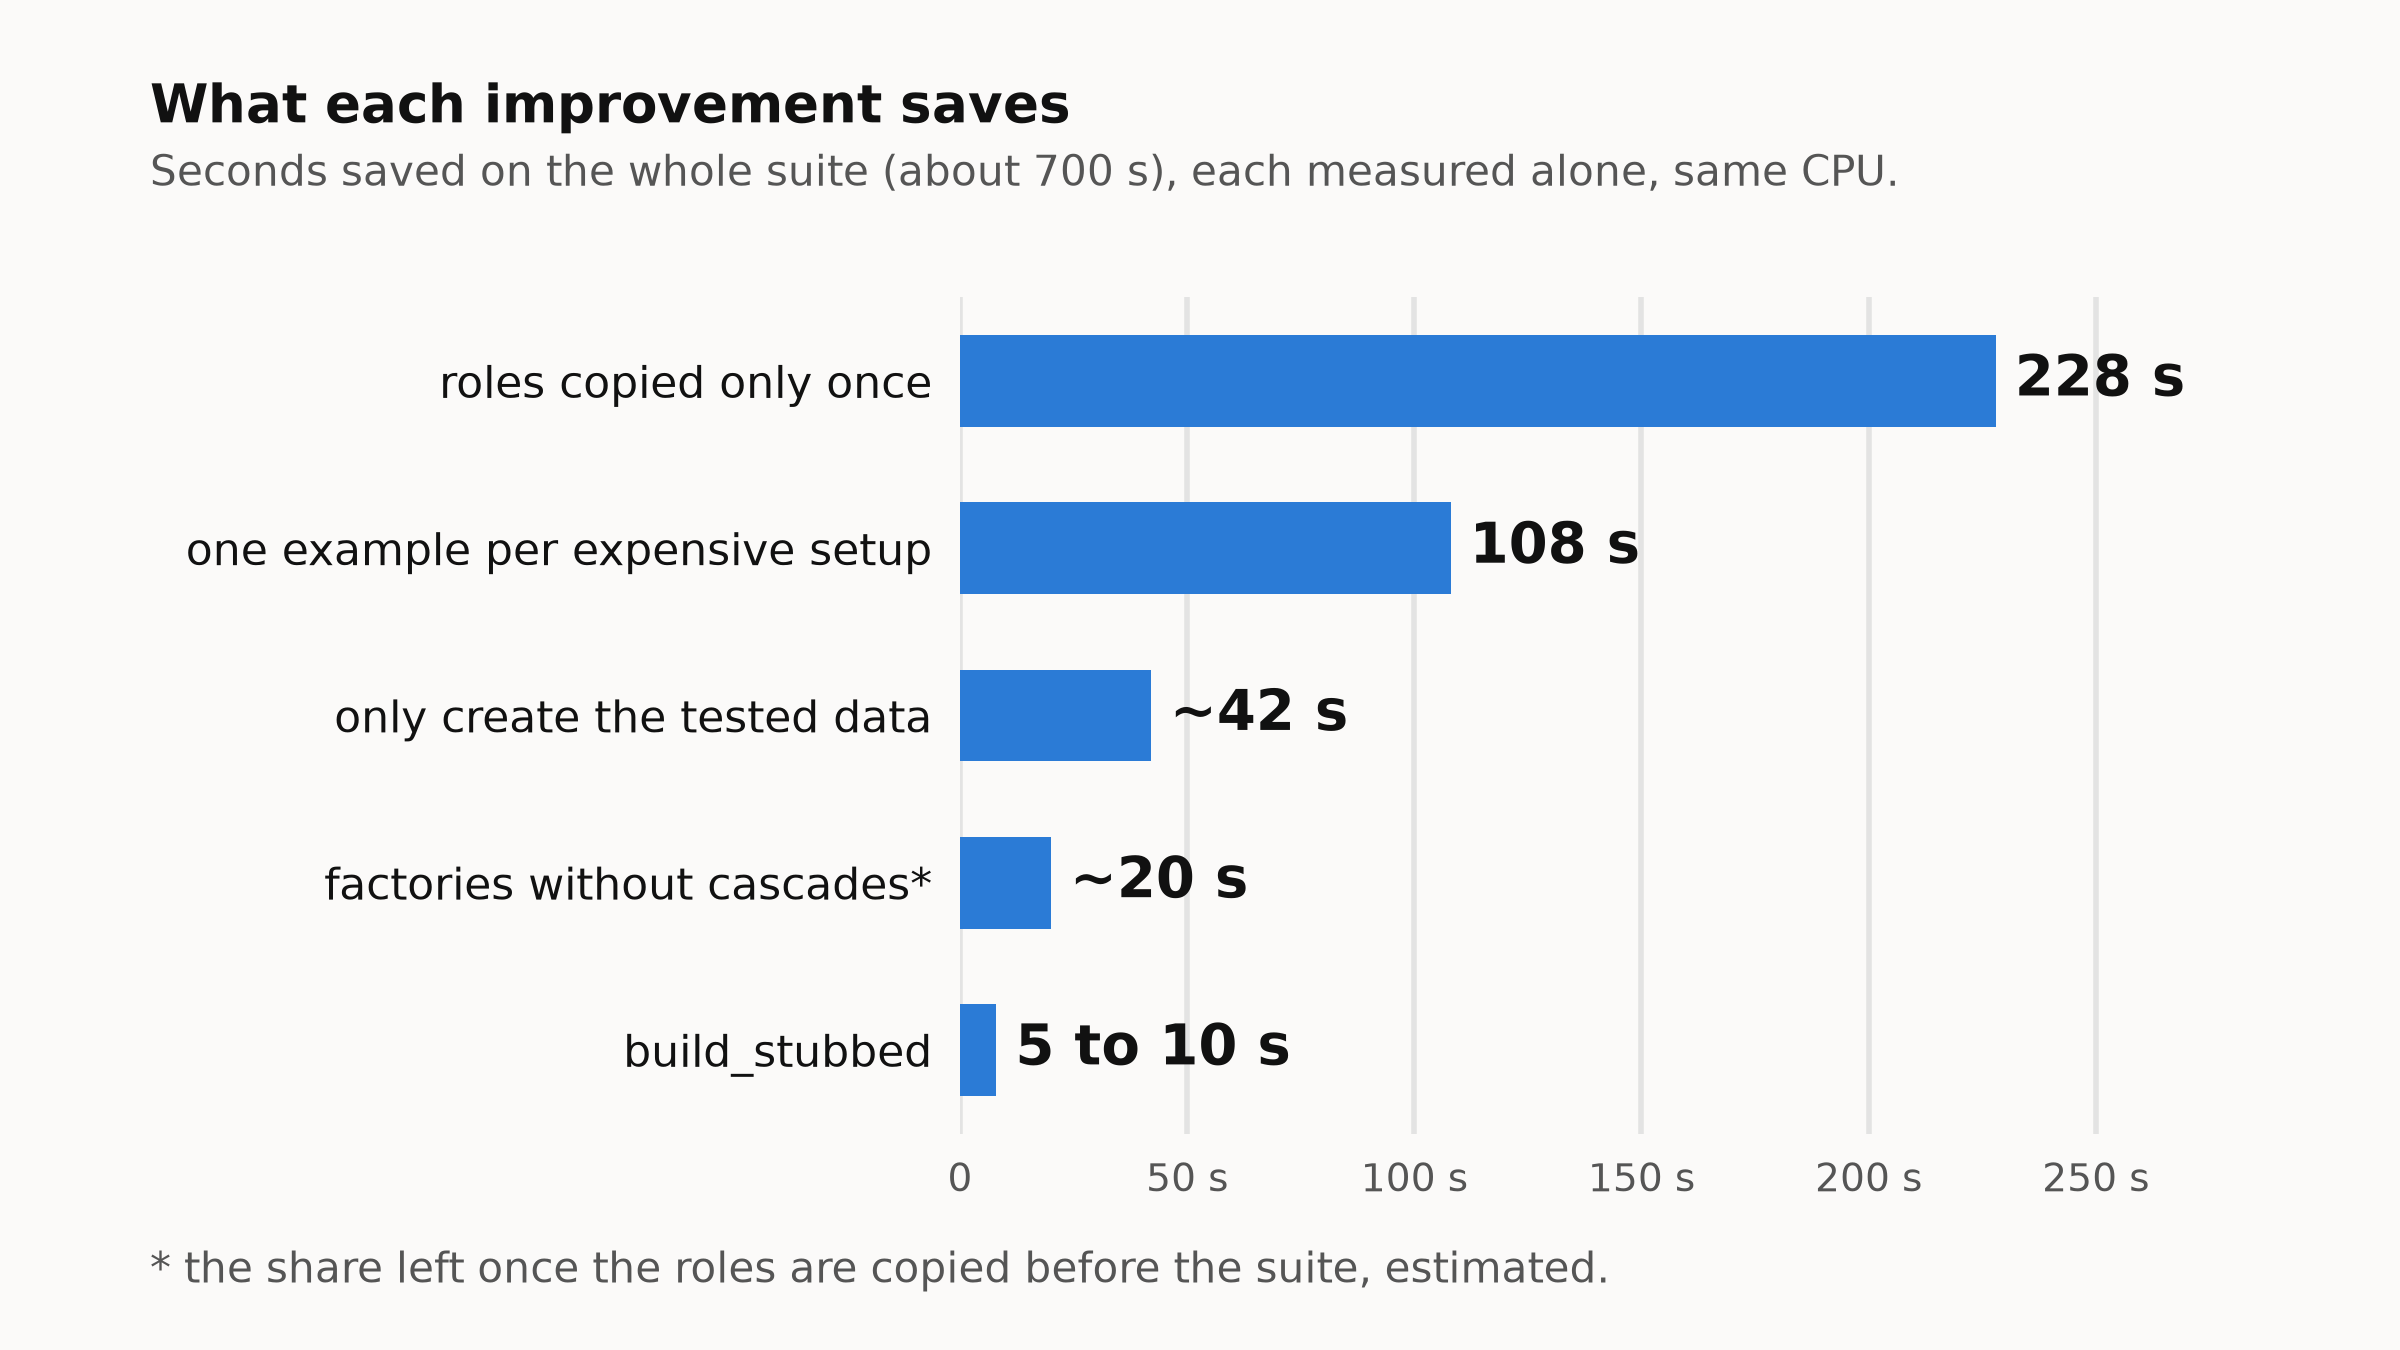 What each improvement saves
Seconds saved on the whole suite (about 700 s), each measured alone, same CPU.
roles copied only once
228 s
one example per expensive setup
108 s
only create the tested data
~42 s
factories without cascades*
~20 s
build_stubbed
5 to 10 s
0 50 s 100 s 150 s 200 s 250 s
* the share left once the roles are copied before the suite, estimated.